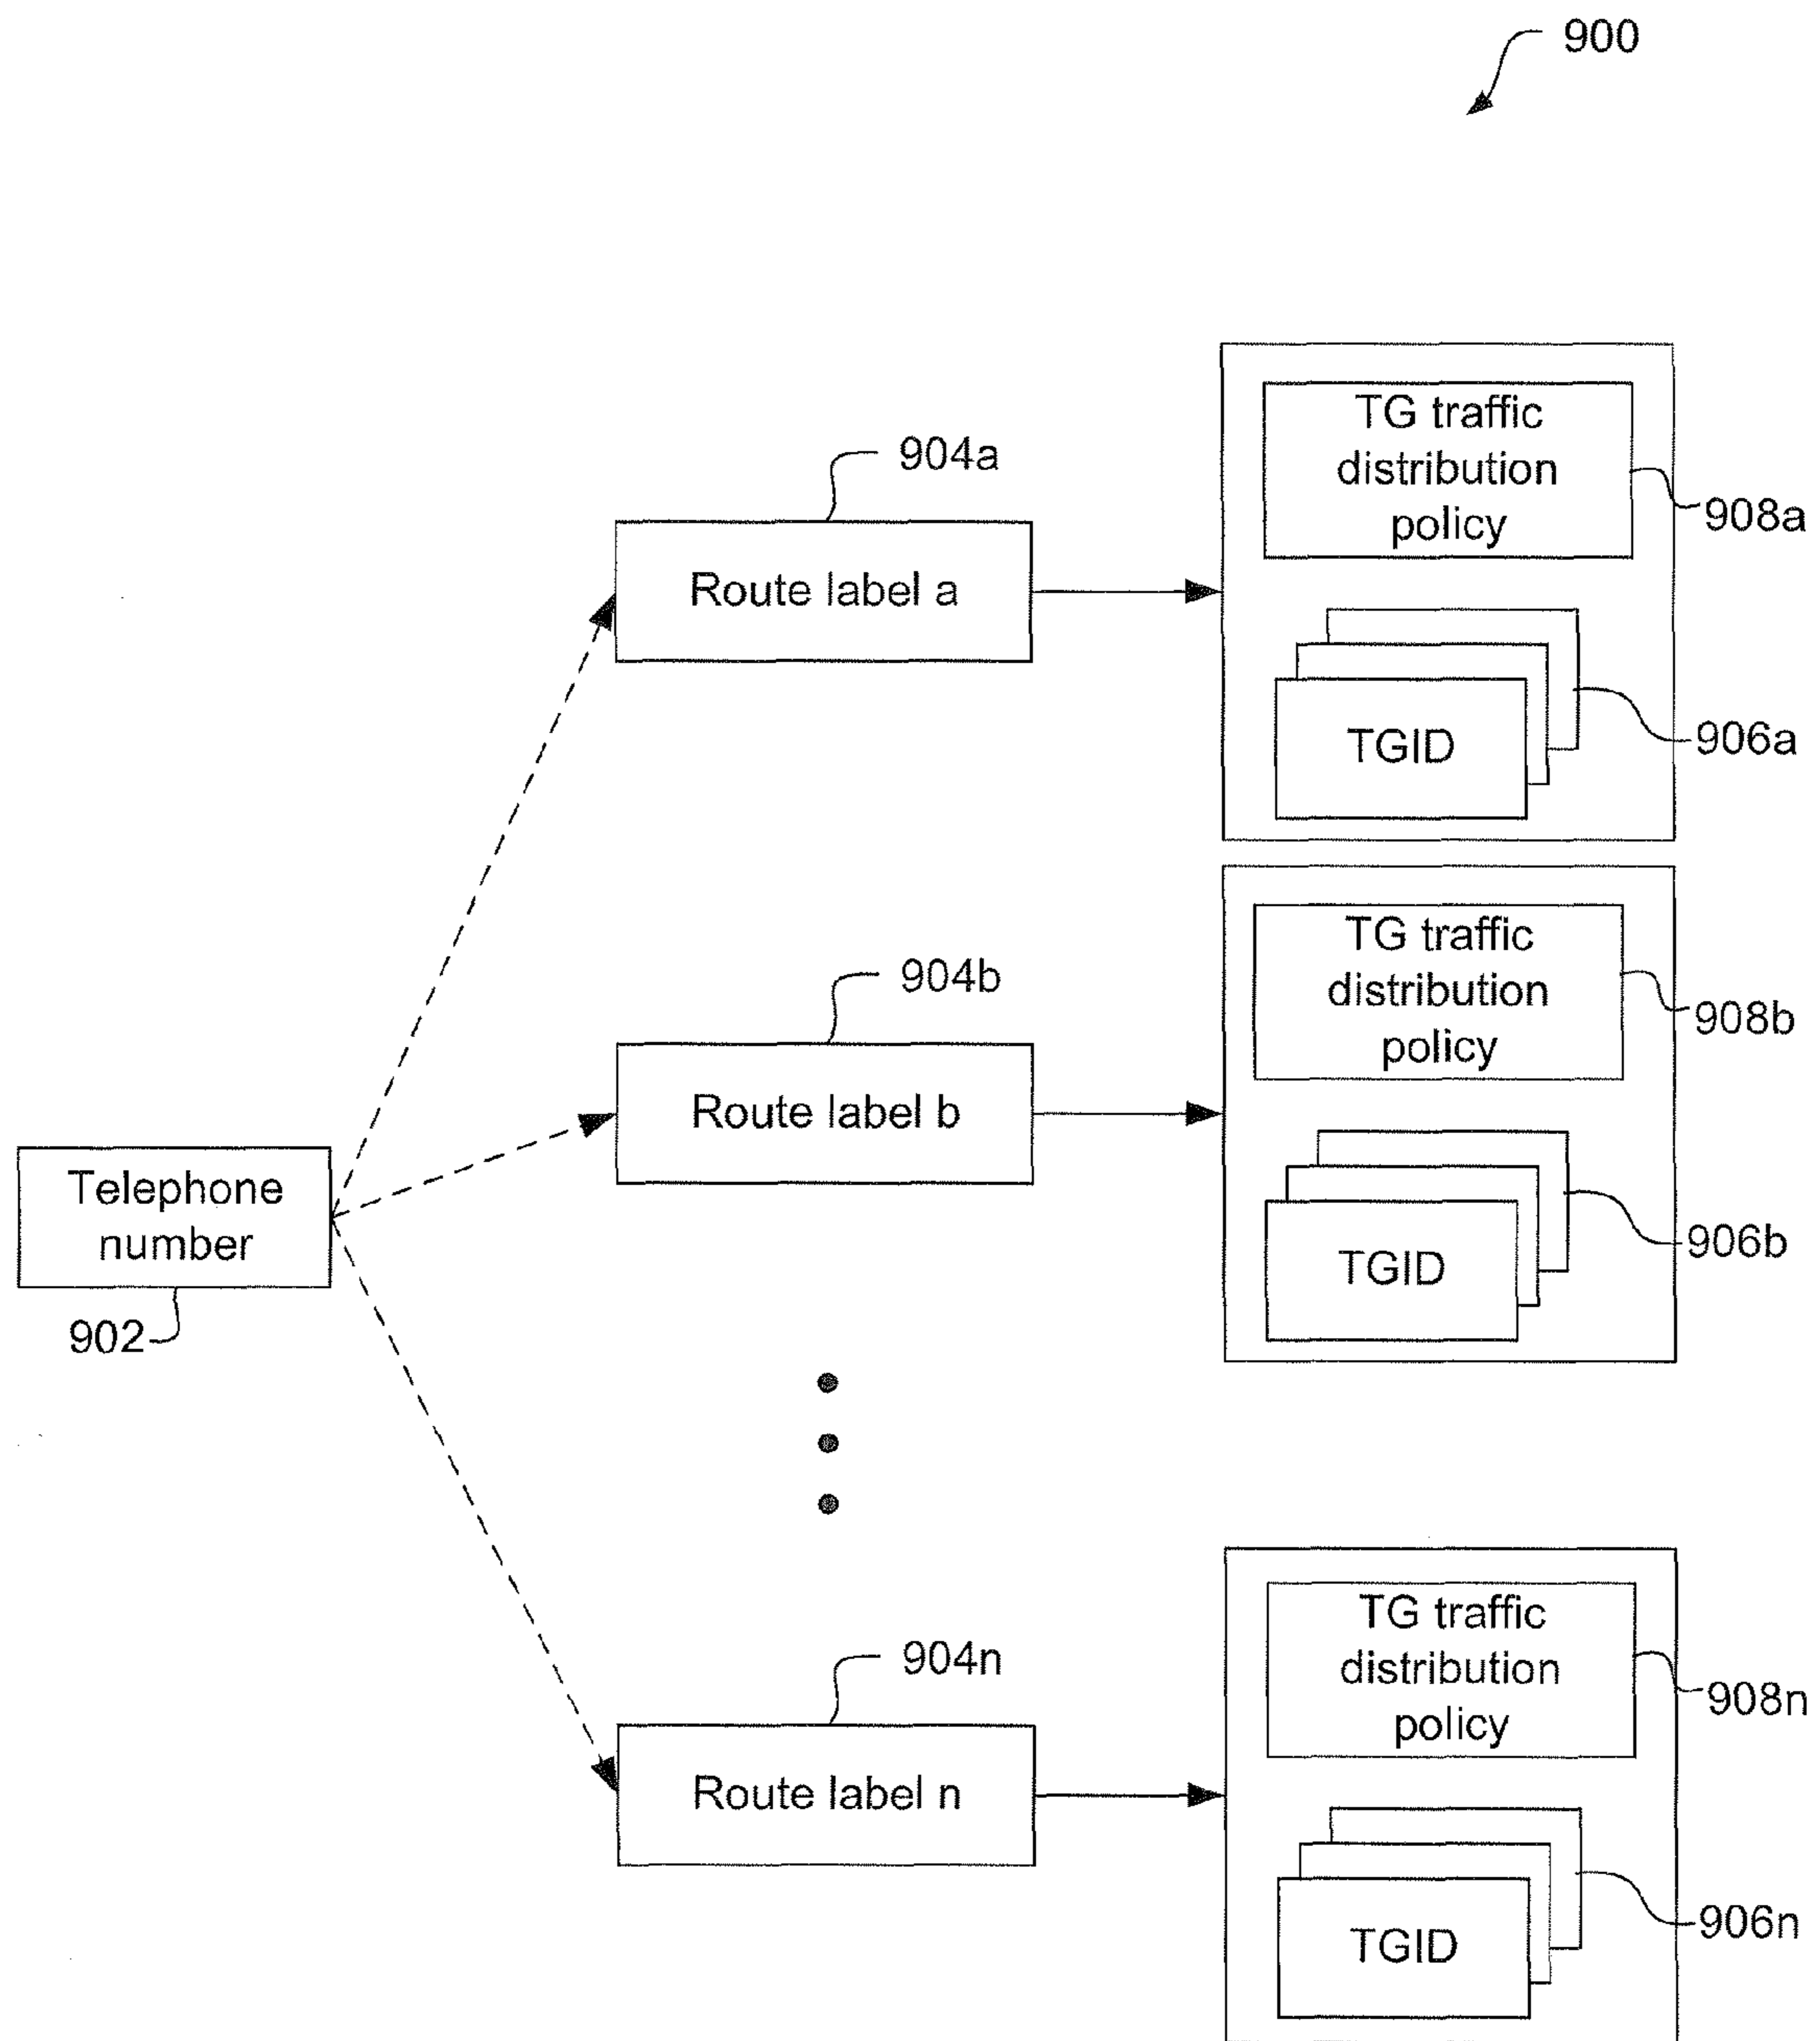 900
TG traffic
distribution
policy
908a
904a
Route label a
TGID
906a
TG traffic
distribution
policy
908b
904b
Route label b
TGID
906b
Telephone
number
902
904n
Route label n
TG traffic
distribution
policy
908n
TGID
906n